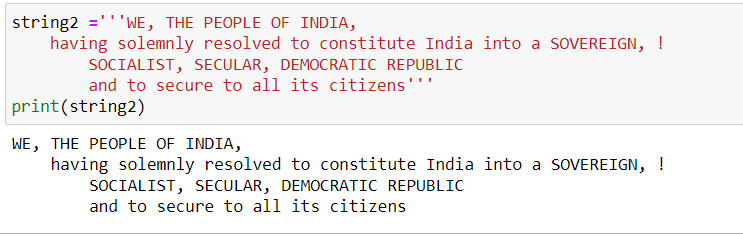 string2 ='''WE, THE PEOPLE OF INDIA,
    having solemnly resolved to constitute India into a SOVEREIGN, !
        SOCIALIST, SECULAR, DEMOCRATIC REPUBLIC
        and to secure to all its citizens'''
print(string2)
WE, THE PEOPLE OF INDIA,
    having solemnly resolved to constitute India into a SOVEREIGN, !
        SOCIALIST, SECULAR, DEMOCRATIC REPUBLIC
        and to secure to all its citizens